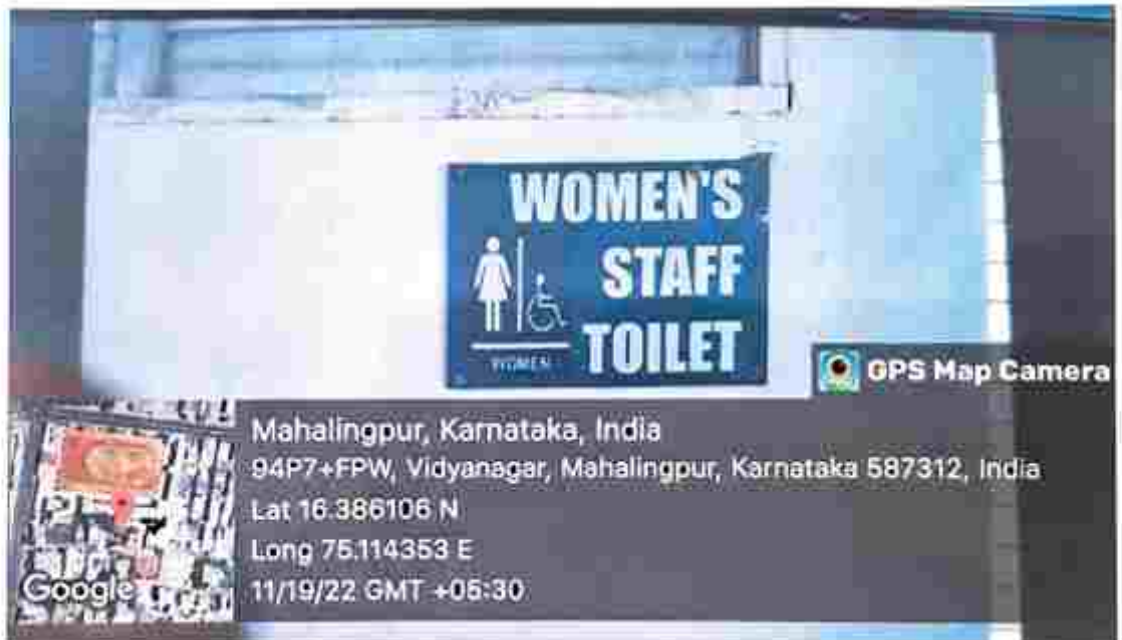 WOMEN'S
STAFF
TOILET
WOMEN
GPS Map Camera
Mahalingpur, Karnataka, India
94P7+FPW, Vidyanagar, Mahalingpur, Karnataka 587312, India
Lat 16.386106 N
Long 75.114353 E
11/19/22 GMT +05:30
Google